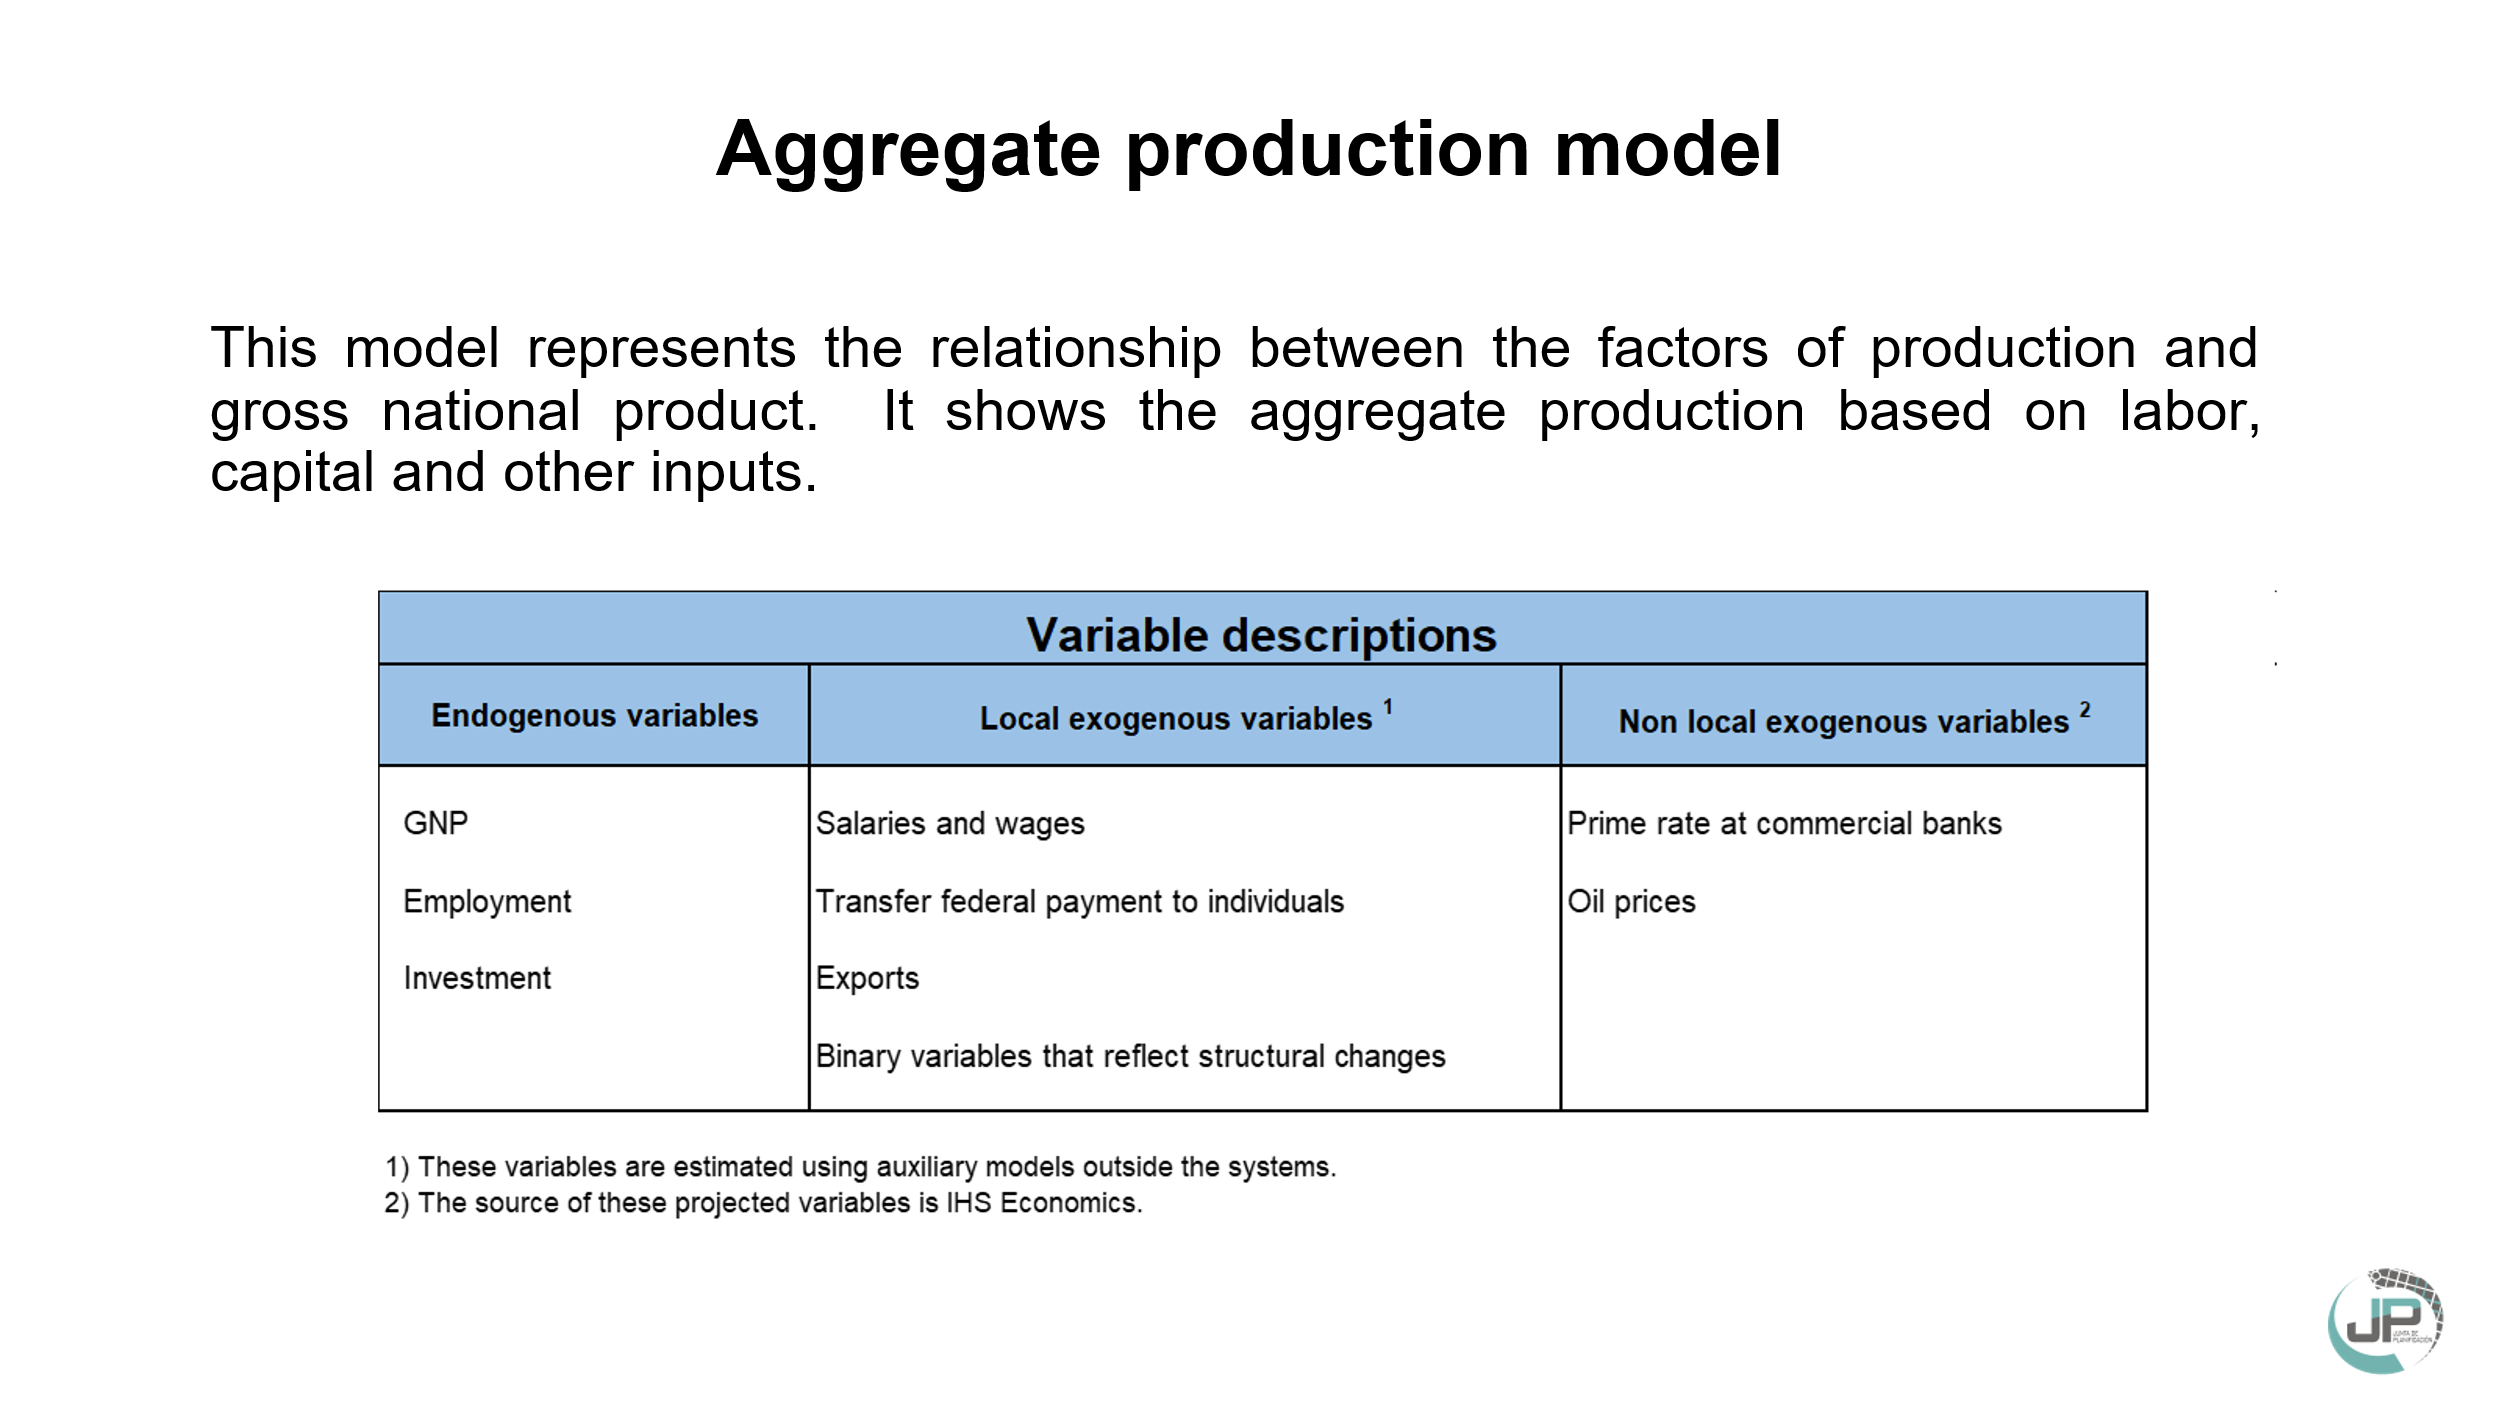 Aggregate production model
This model represents the relationship between the factors of production and
gross national product. It shows the aggregate production based on labor,
capital and other inputs.
Variable descriptions
Endogenous variables
Local exogenous variables 1
Non local exogenous variables 2
GNP
Salaries and wages
Prime rate at commercial banks
Employment
Transfer federal payment to individuals
Oil prices
Investment
Exports
Binary variables that reflect structural changes
1) These variables are estimated using auxiliary models outside the systems.
2) The source of these projected variables is IHS Economics.
JP
JUNTA DE
PLANIFICACIÓN